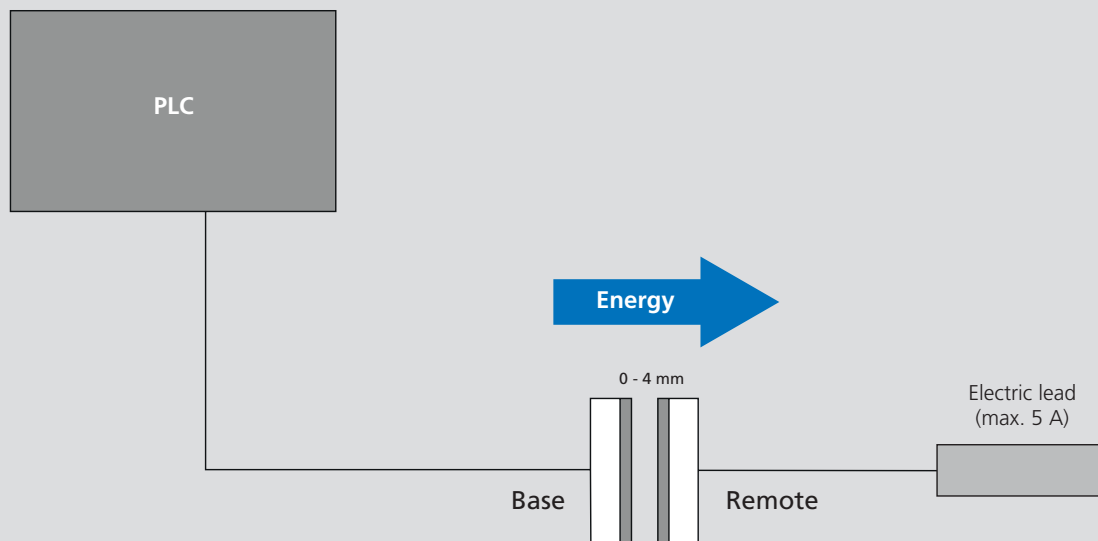 PLC
Energy
0 - 4 mm
Electric lead
(max. 5 A)
Base
Remote